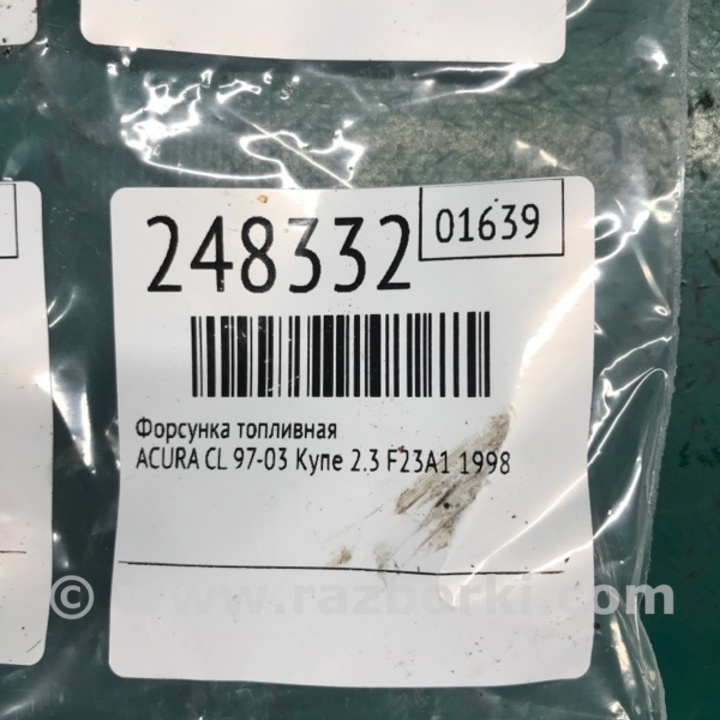 248332
01639
Форсунка топливная
ACURA CL 97-03 Купе 2.3 F23A1 1998
© www.razborki.com